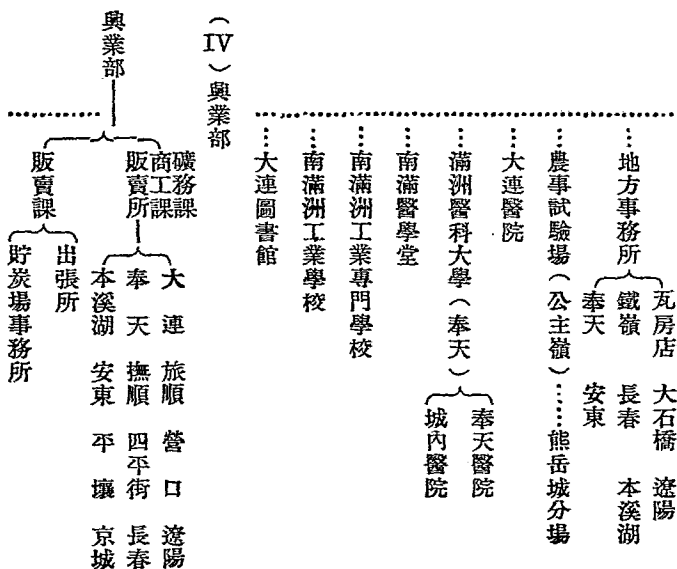 瓦房店 大石橋 遼陽
地方事務所 鐵嶺 長春 本溪湖
奉天 安東
農事試驗場(公主嶺)……熊岳城分場
大連醫院
奉天醫院
滿洲醫科大學(奉天)
城內醫院
南滿醫學堂
南滿洲工業專門學校
南滿洲工業學校
大連圖書館
(IV)興業部
興業部
礦務課
商工課
大連 旅順 營口 遼陽
販賣所 奉天 撫順 四平街 長春
本溪湖 安東 平壤 京城
出張所
販賣課
貯炭場事務所